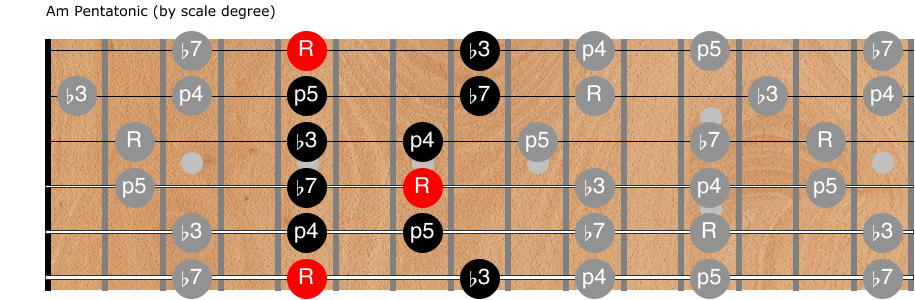 Am Pentatonic (by scale degree)
♭7 R ♭3 p4 p5 ♭7
♭3 p4 p5 ♭7 R ♭3 p4
R ♭3 p4 p5 ♭7 R
p5 ♭7 R ♭3 p4 p5
♭3 p4 p5 ♭7 R ♭3
♭7 R ♭3 p4 p5 ♭7